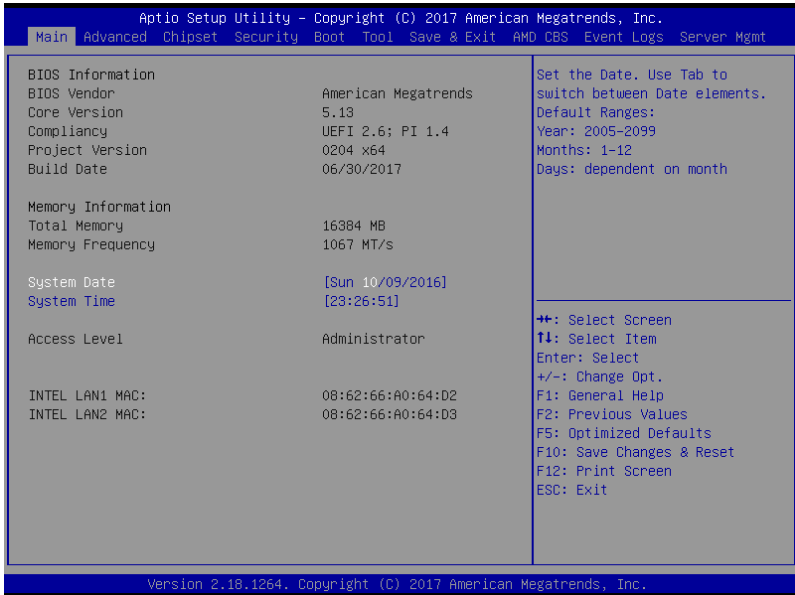 Aptio Setup Utility – Copyright (C) 2017 American Megatrends, Inc.
Main Advanced Chipset Security Boot Tool Save & Exit AMD CBS Event Logs Server Mgmt
BIOS Information
BIOS Vendor American Megatrends
Core Version 5.13
Compliancy UEFI 2.6; PI 1.4
Project Version 0204 x64
Build Date 06/30/2017
Memory Information
Total Memory 16384 MB
Memory Frequency 1067 MT/s
System Date [Sun 10/09/2016]
System Time [23:26:51]
Access Level Administrator
INTEL LAN1 MAC: 08:62:66:A0:64:D2
INTEL LAN2 MAC: 08:62:66:A0:64:D3
Set the Date. Use Tab to
switch between Date elements.
Default Ranges:
Year: 2005-2099
Months: 1-12
Days: dependent on month
→←: Select Screen
↑↓: Select Item
Enter: Select
+/-: Change Opt.
F1: General Help
F2: Previous Values
F5: Optimized Defaults
F10: Save Changes & Reset
F12: Print Screen
ESC: Exit
Version 2.18.1264. Copyright (C) 2017 American Megatrends, Inc.